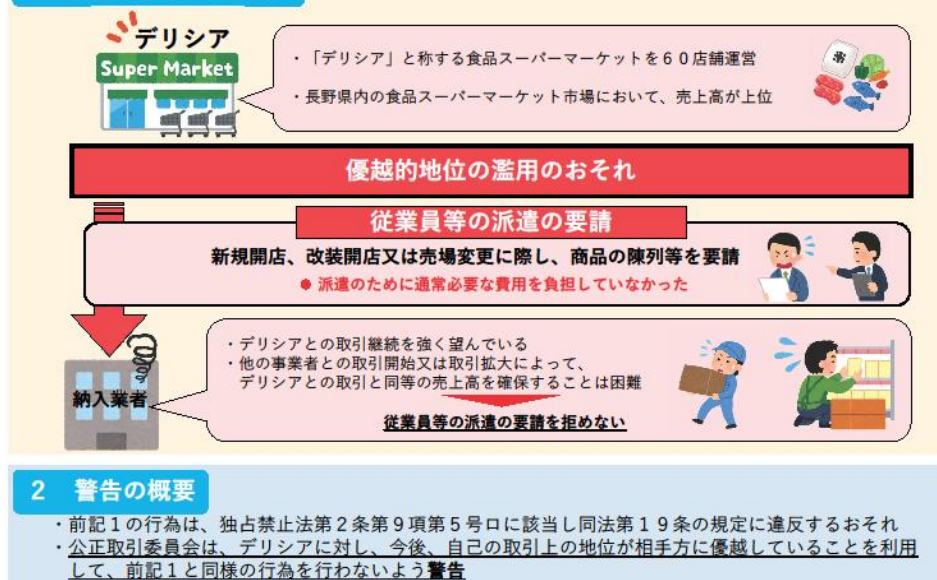 デリシア
Super Market
・「デリシア」と称する食品スーパーマーケットを６０店舗運営
・長野県内の食品スーパーマーケット市場において、売上高が上位
米
優越的地位の濫用のおそれ
従業員等の派遣の要請
新規開店、改装開店又は売場変更に際し、商品の陳列等を要請
● 派遣のために通常必要な費用を負担していなかった
納入業者
・デリシアとの取引継続を強く望んでいる
・他の事業者との取引開始又は取引拡大によって、
デリシアとの取引と同等の売上高を確保することは困難
従業員等の派遣の要請を拒めない
２　警告の概要
・前記１の行為は、独占禁止法第２条第９項第５号ロに該当し同法第１９条の規定に違反するおそれ
・公正取引委員会は、デリシアに対し、今後、自己の取引上の地位が相手方に優越していることを利用
して、前記１と同様の行為を行わないよう警告